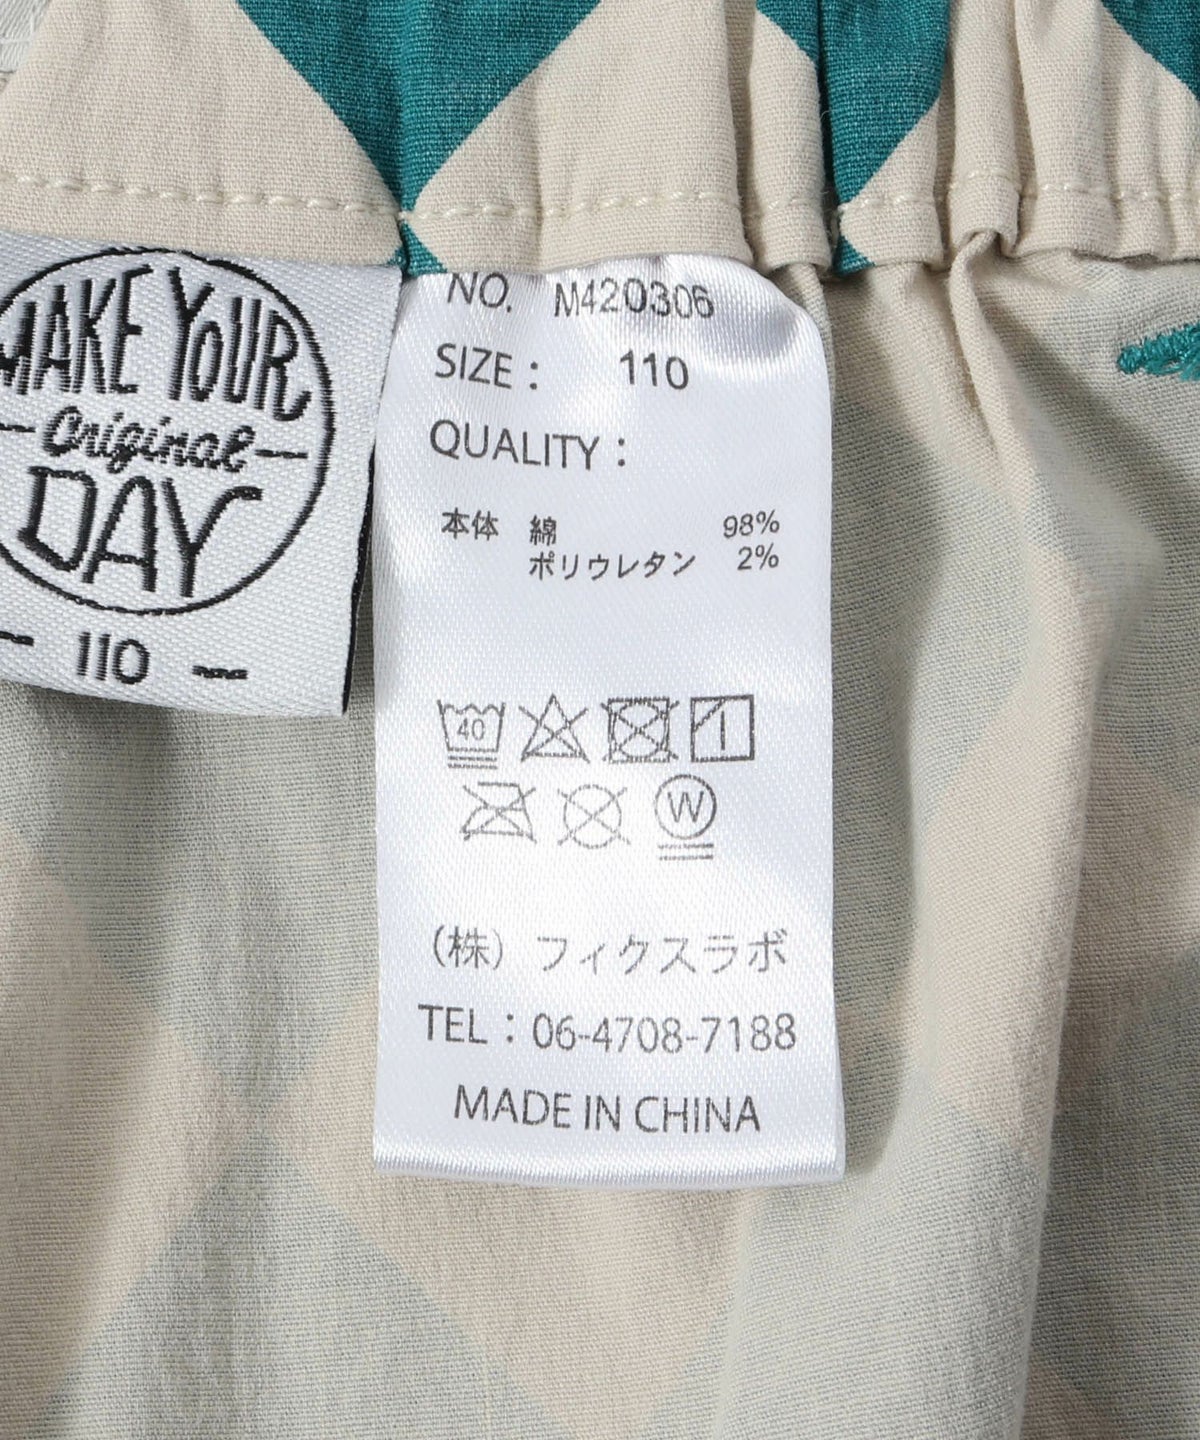 MAKE YOUR
Original
DAY
110
NO. M420306
SIZE : 110
QUALITY :
本体 綿 98%
ポリウレタン 2%
40
W
(株) フィクスラボ
TEL : 06-4708-7188
MADE IN CHINA